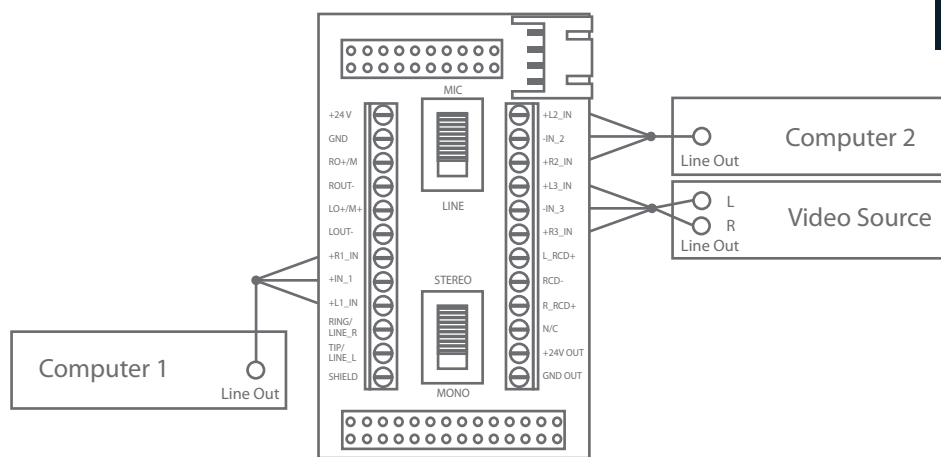 MIC
LINE
STEREO
MONO
+24 V
GND
RO+/M
ROUT-
LO+/M+
LOUT-
+R1_IN
+IN_1
+L1_IN
RING/
LINE_R
TIP/
LINE_L
SHIELD
+L2_IN
-IN_2
+R2_IN
+L3_IN
-IN_3
+R3_IN
L_RCD+
RCD-
R_RCD+
N/C
+24V OUT
GND OUT
Computer 2
Line Out
L
R
Video Source
Line Out
Computer 1
Line Out